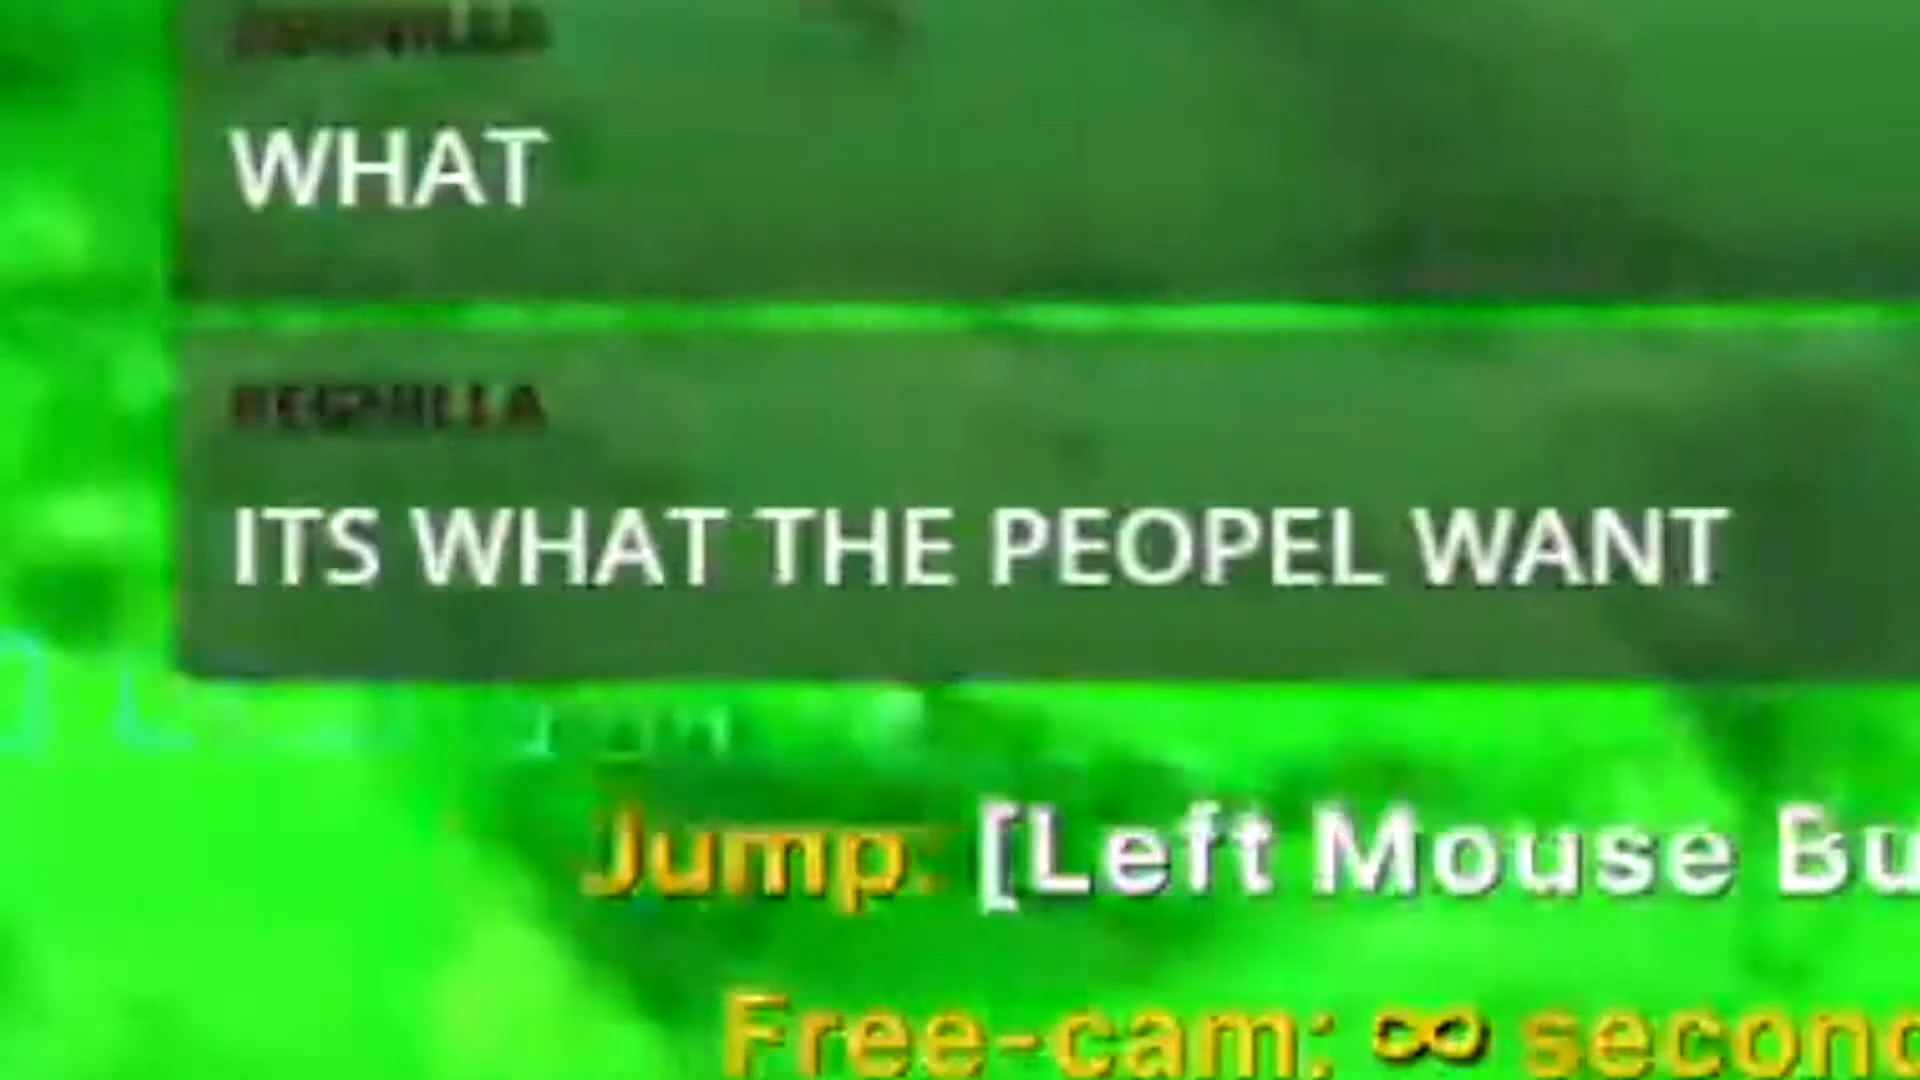 WHAT
ITS WHAT THE PEOPEL WANT
Jump: [Left Mouse
Free-cam: ∞